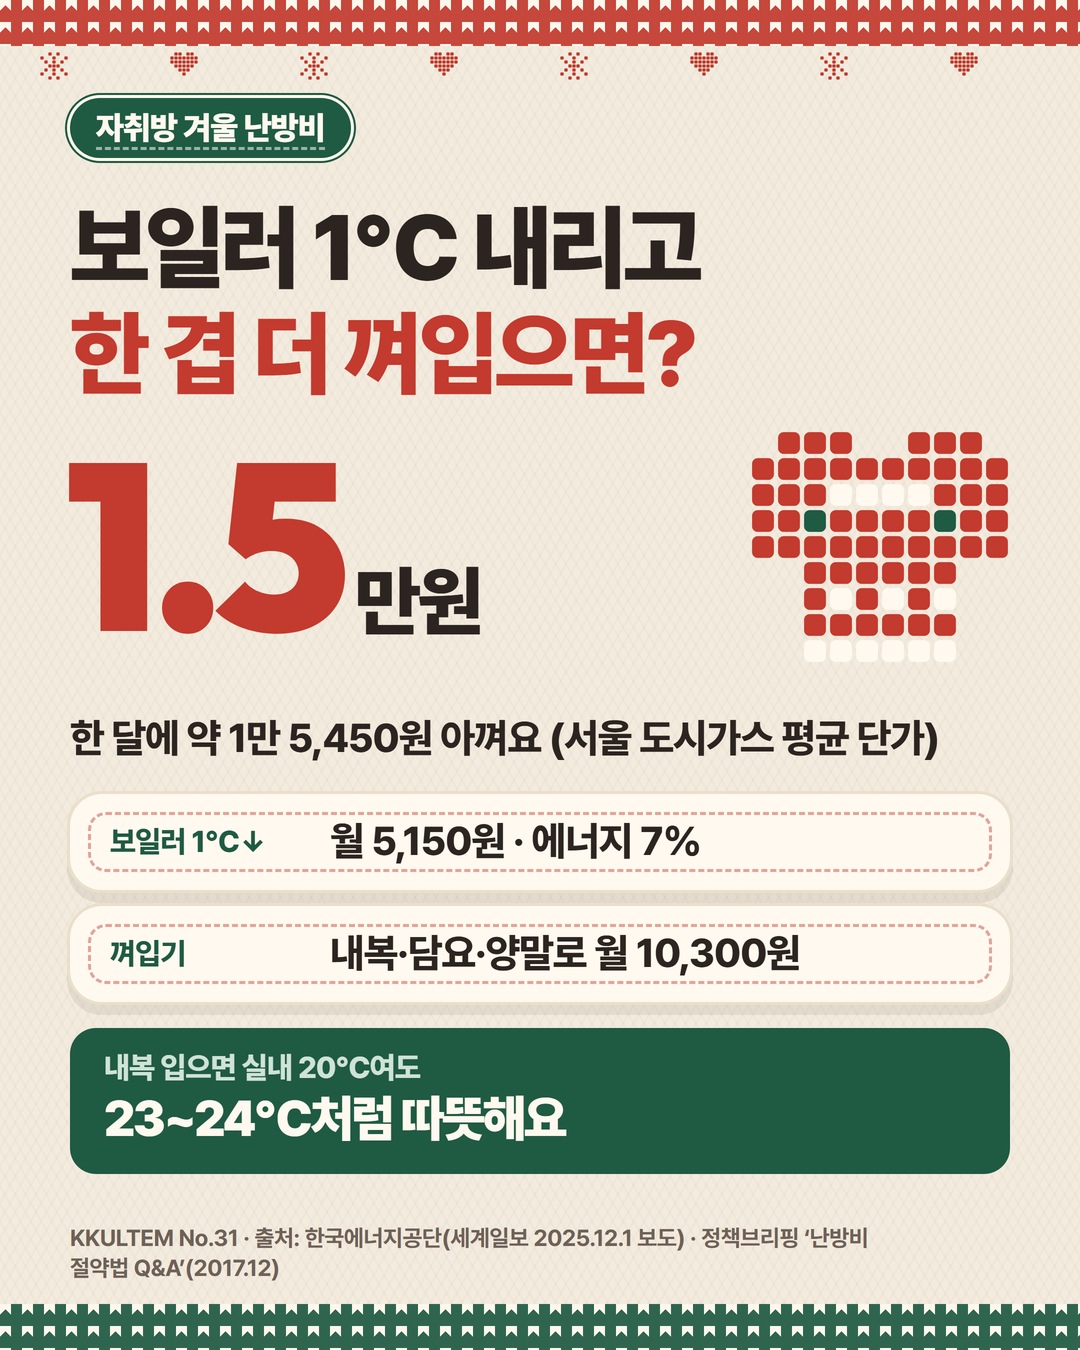 자취방 겨울 난방비
보일러 1°C 내리고
한 겹 더 껴입으면?
1.5만원
한 달에 약 1만 5,450원 아껴요 (서울 도시가스 평균 단가)
보일러 1°C↓ 월 5,150원 · 에너지 7%
껴입기 내복·담요·양말로 월 10,300원
내복 입으면 실내 20°C여도
23~24°C처럼 따뜻해요
KKULTEM No.31 · 출처: 한국에너지공단(세계일보 2025.12.1 보도) · 정책브리핑 ‘난방비
절약법 Q&A’(2017.12)